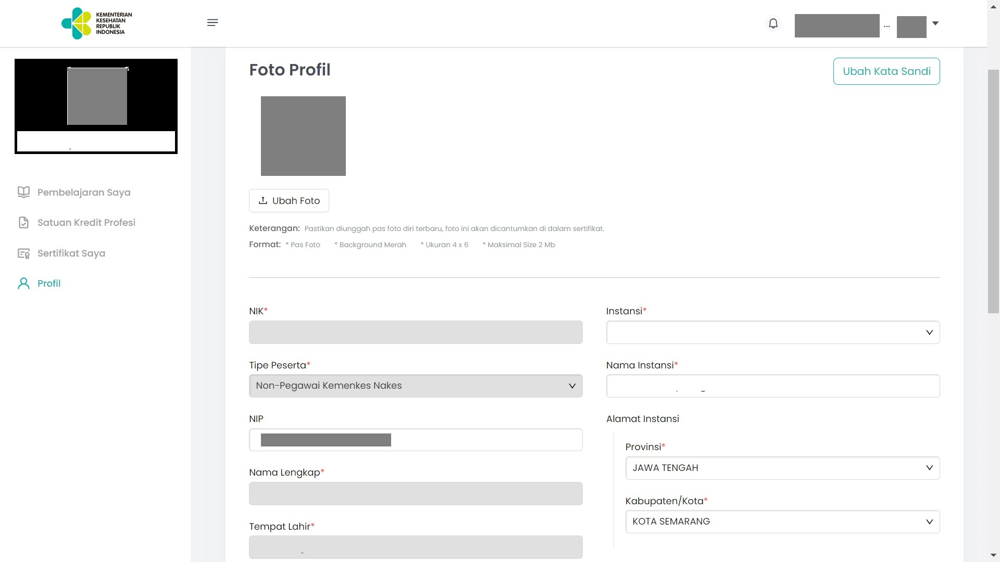 KEMENTERIAN
KESEHATAN
REPUBLIK
INDONESIA
...
Foto Profil
Ubah Kata Sandi
Pembelajaran Saya
Satuan Kredit Profesi
Sertifikat Saya
Profil
Ubah Foto
Keterangan: Pastikan diunggah pas foto diri terbaru, foto ini akan dicantumkan di dalam sertifikat.
Format: * Pas Foto * Background Merah * Ukuran 4 x 6 * Maksimal Size 2 Mb
NIK*
Tipe Peserta*
Non-Pegawai Kemenkes Nakes
NIP
Nama Lengkap*
Tempat Lahir*
Instansi*
Nama Instansi*
Alamat Instansi
Provinsi*
JAWA TENGAH
Kabupaten/Kota*
KOTA SEMARANG